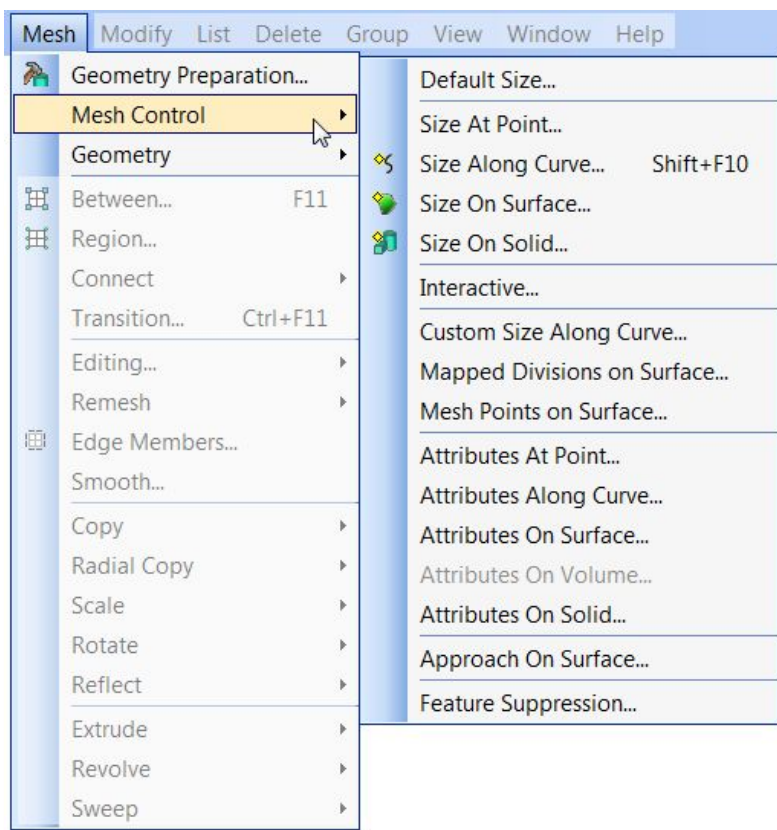 Mesh Modify List Delete Group View Window Help
Geometry Preparation...
Mesh Control
Geometry
Between... F11
Region...
Connect
Transition... Ctrl+F11
Editing...
Remesh
Edge Members...
Smooth...
Copy
Radial Copy
Scale
Rotate
Reflect
Extrude
Revolve
Sweep
Default Size...
Size At Point...
Size Along Curve... Shift+F10
Size On Surface...
Size On Solid...
Interactive...
Custom Size Along Curve...
Mapped Divisions on Surface...
Mesh Points on Surface...
Attributes At Point...
Attributes Along Curve...
Attributes On Surface...
Attributes On Volume...
Attributes On Solid...
Approach On Surface...
Feature Suppression...